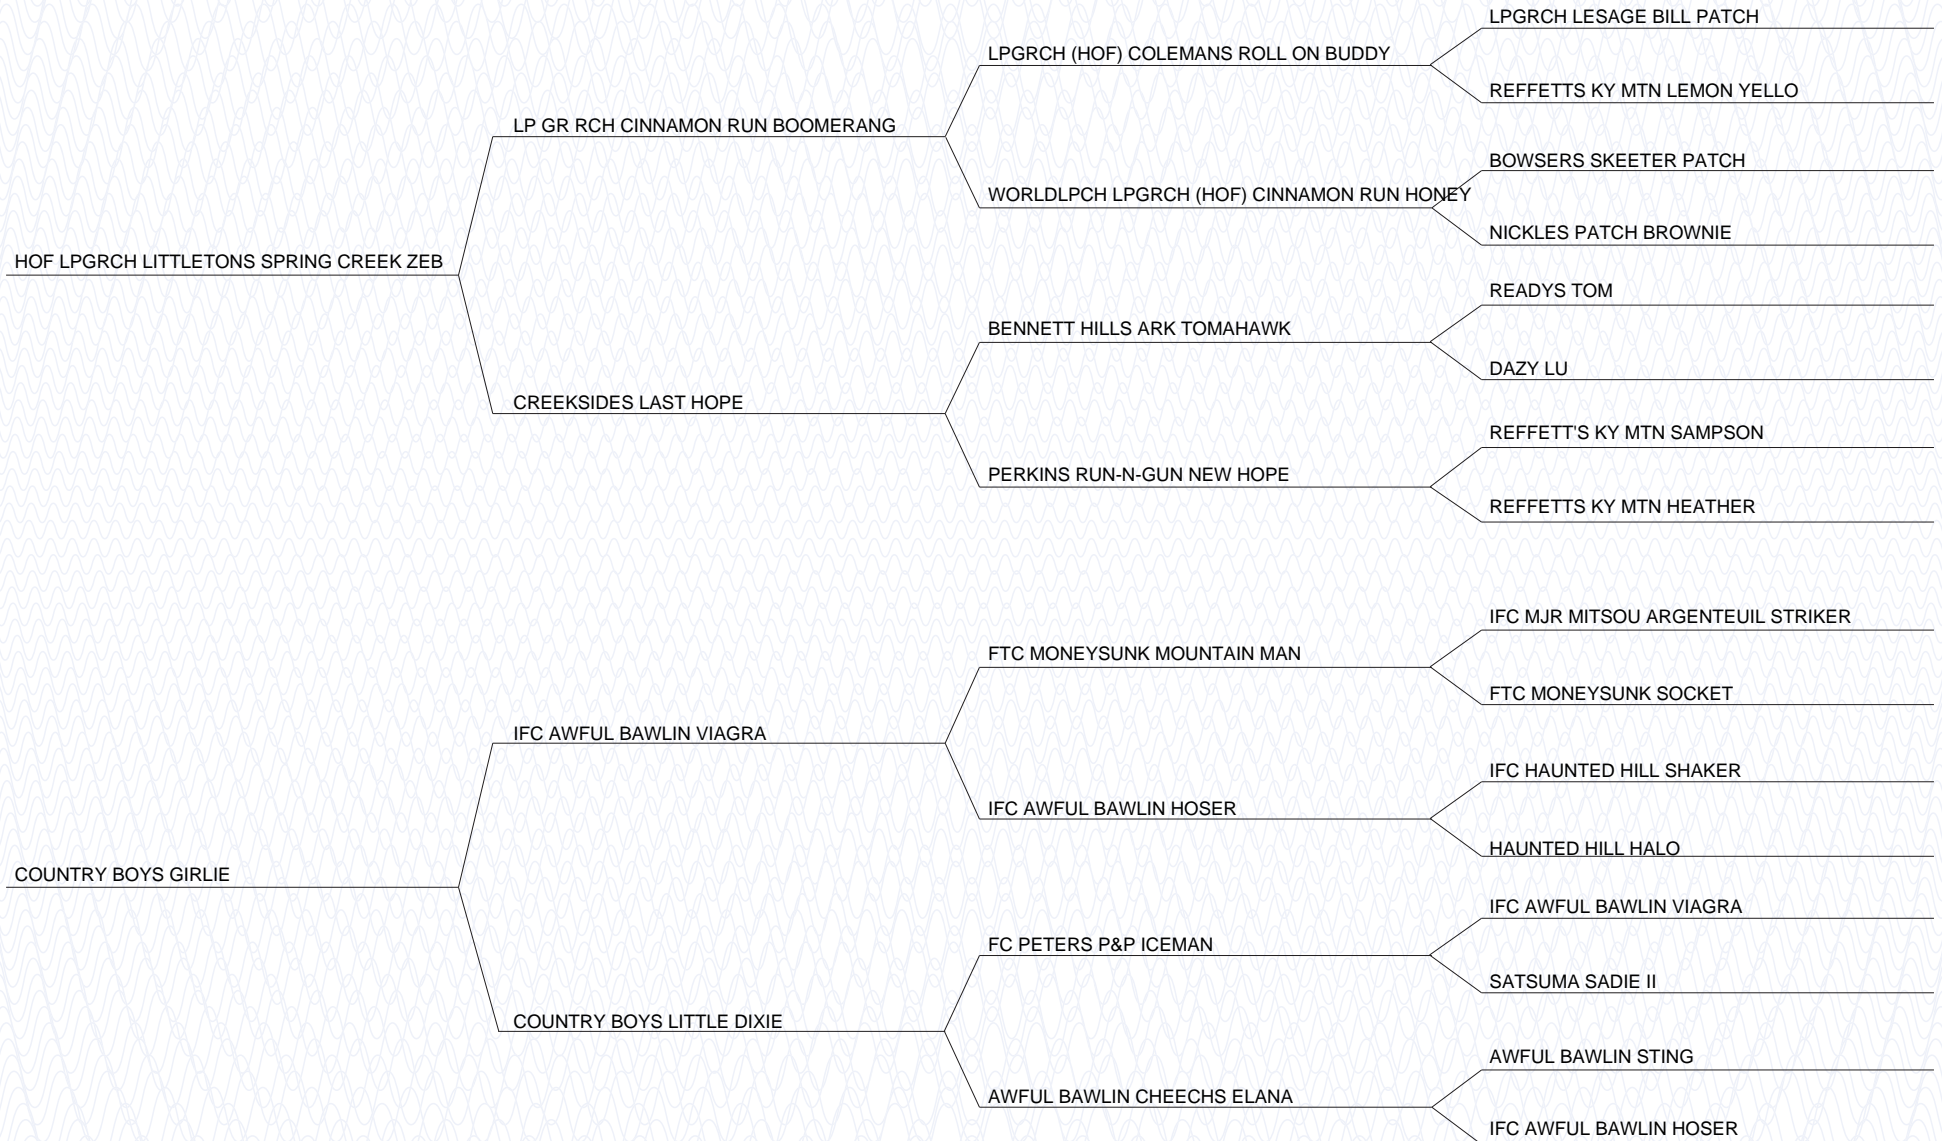 LPGRCH LESAGE BILL PATCH
LPGRCH (HOF) COLEMANS ROLL ON BUDDY
REFFETTS KY MTN LEMON YELLO
LP GR RCH CINNAMON RUN BOOMERANG
BOWSERS SKEETER PATCH
WORLDLPCH LPGRCH (HOF) CINNAMON RUN HONEY
NICKLES PATCH BROWNIE
HOF LPGRCH LITTLETONS SPRING CREEK ZEB
READYS TOM
BENNETT HILLS ARK TOMAHAWK
DAZY LU
CREEKSIDES LAST HOPE
REFFETT'S KY MTN SAMPSON
PERKINS RUN-N-GUN NEW HOPE
REFFETTS KY MTN HEATHER
IFC MJR MITSOU ARGENTEUIL STRIKER
FTC MONEYSUNK MOUNTAIN MAN
FTC MONEYSUNK SOCKET
IFC AWFUL BAWLIN VIAGRA
IFC HAUNTED HILL SHAKER
IFC AWFUL BAWLIN HOSER
HAUNTED HILL HALO
COUNTRY BOYS GIRLIE
IFC AWFUL BAWLIN VIAGRA
FC PETERS P&P ICEMAN
SATSUMA SADIE II
COUNTRY BOYS LITTLE DIXIE
AWFUL BAWLIN STING
AWFUL BAWLIN CHEECHS ELANA
IFC AWFUL BAWLIN HOSER